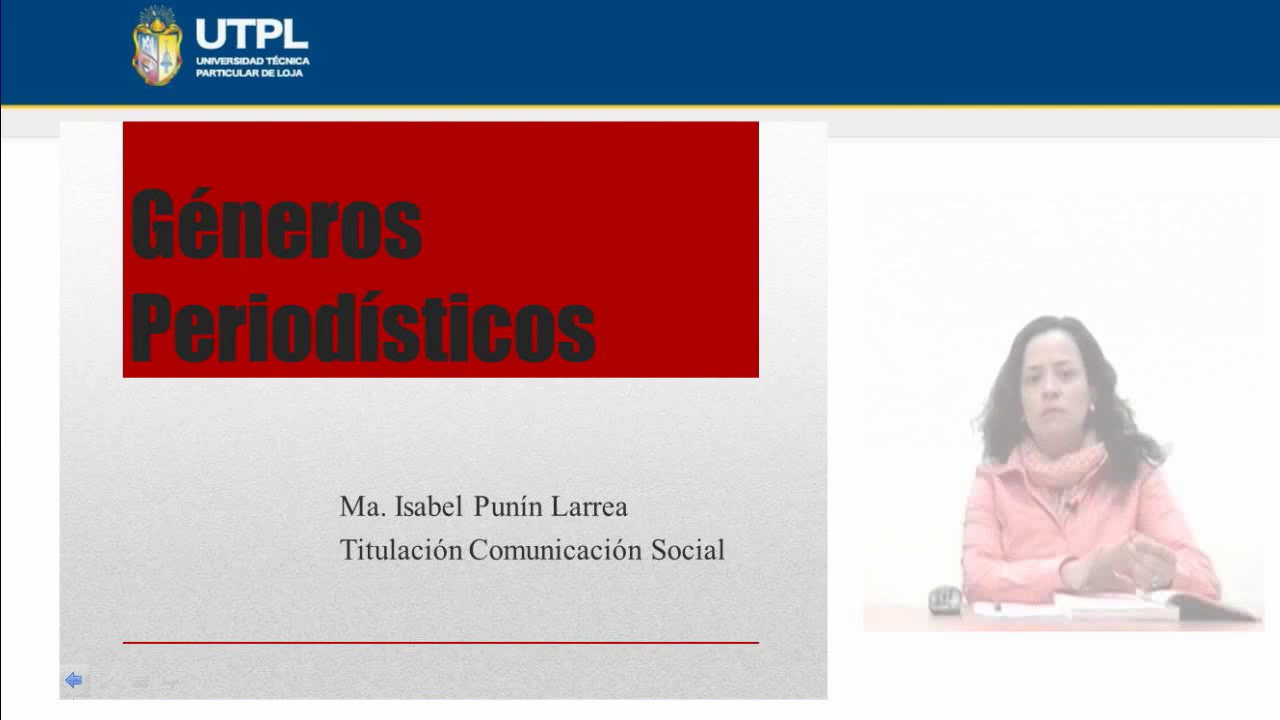 UTPL
UNIVERSIDAD TÉCNICA
PARTICULAR DE LOJA
Géneros
Periodísticos
Ma. Isabel Punín Larrea
Titulación Comunicación Social